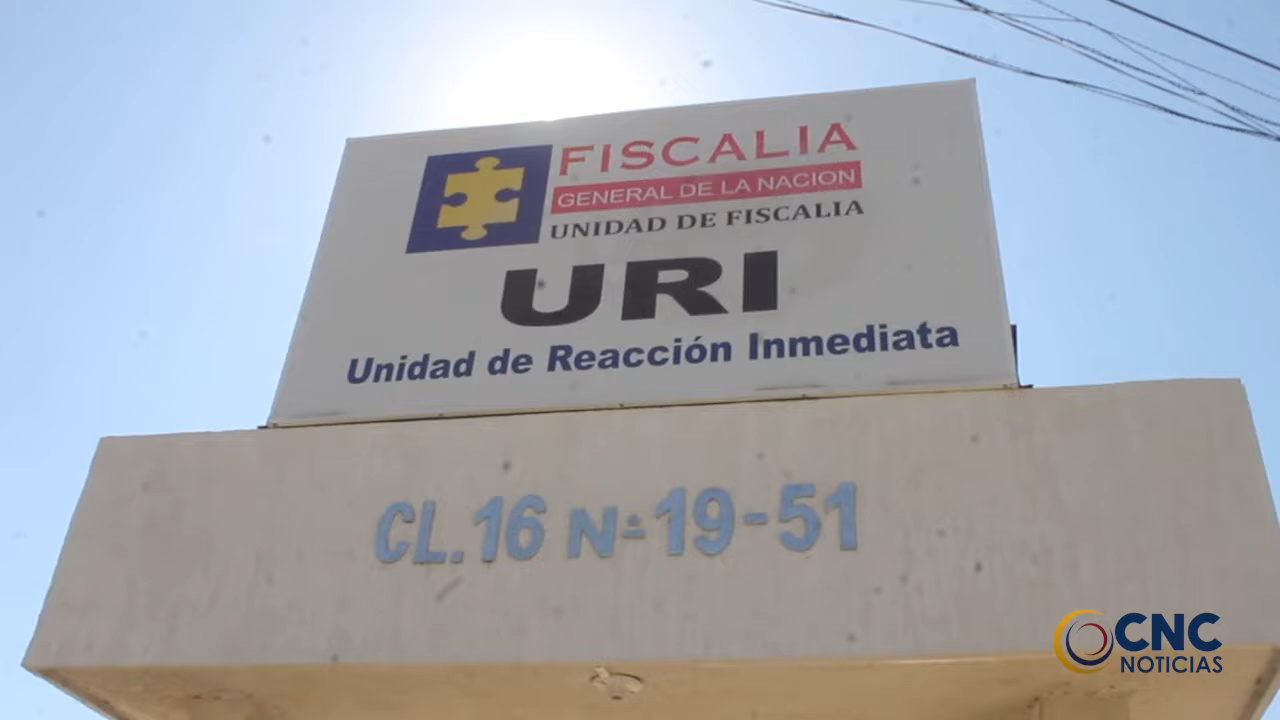 FISCALIA
GENERAL DE LA NACION
UNIDAD DE FISCALIA
URI
Unidad de Reacción Inmediata
CL.16 Nº 19-51
CNC
NOTICIAS